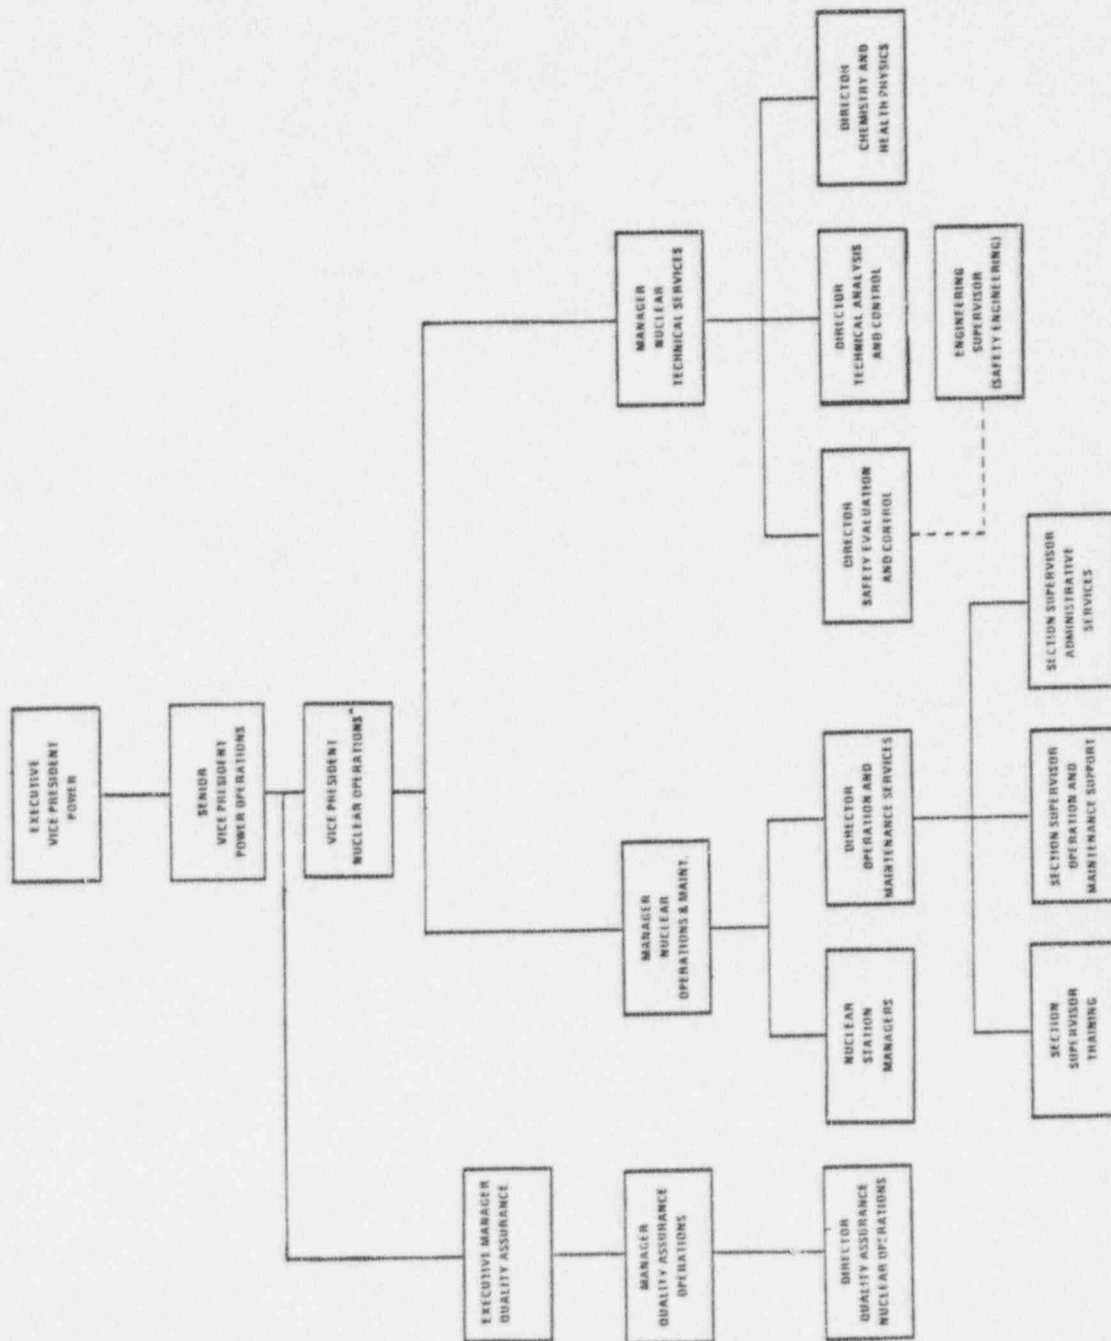 EXECUTIVE
VICE PRESIDENT
POWER
SENIOR
VICE PRESIDENT
POWER OPERATIONS
VICE PRESIDENT
NUCLEAR OPERATIONS"
EXECUTIVE MANAGER
QUALITY ASSURANCE
MANAGER
QUALITY ASSURANCE
OPERATIONS
DIRECTOR
QUALITY ASSURANCE
NUCLEAR OPERATIONS
MANAGER
NUCLEAR
OPERATIONS & MAINT.
NUCLEAR
STATION
MANAGERS
DIRECTOR
OPERATION AND
MAINTENANCE SERVICES
SECTION
SUPERVISOR
TRAINING
SECTION SUPERVISOR
OPERATION AND
MAINTENANCE SUPPORT
SECTION SUPERVISOR
ADMINISTRATIVE
SERVICES
MANAGER
NUCLEAR
TECHNICAL SERVICES
DIRECTOR
SAFETY EVALUATION
AND CONTROL
DIRECTOR
TECHNICAL ANALYSIS
AND CONTROL
DIRECTOR
CHEMISTRY AND
HEALTH PHYSICS
ENGINEERING
SUPERVISOR
(SAFETY ENGINEERING)